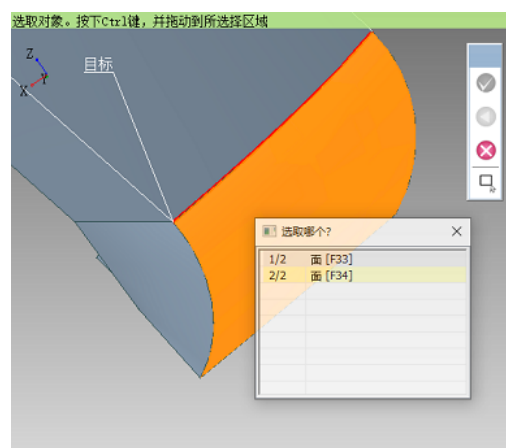 选取对象。按下Ctrl键，并拖动到所选择区域
Z
X
Y
目标
选取哪个?
1/2 面 [F33]
2/2 面 [F34]